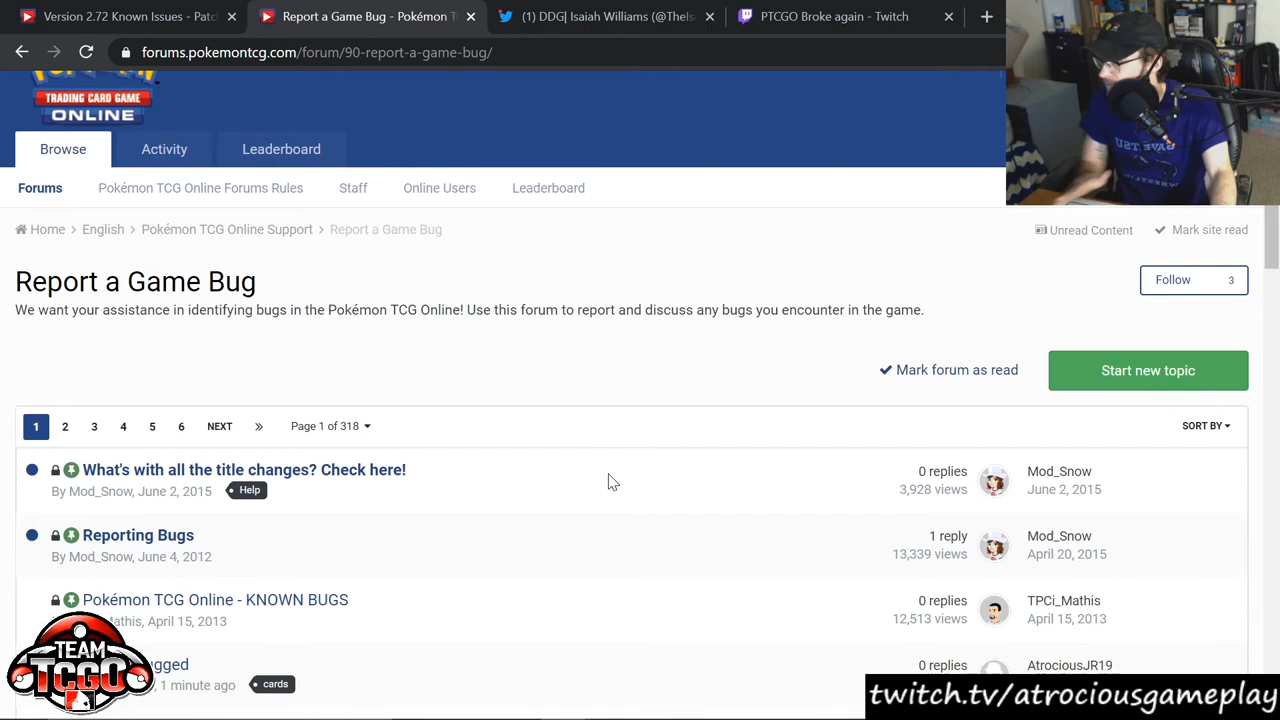 Version 2.72 Known Issues - Patc
Report a Game Bug - Pokémon T
(1) DDG| Isaiah Williams (@TheIs
PTCGO Broke again - Twitch
forums.pokemontcg.com/forum/90-report-a-game-bug/
TRADING CARD GAME
ONLINE
Browse Activity Leaderboard
Forums Pokémon TCG Online Forums Rules Staff Online Users Leaderboard
Home > English > Pokémon TCG Online Support > Report a Game Bug
Unread Content Mark site read
Report a Game Bug
Follow 3
We want your assistance in identifying bugs in the Pokémon TCG Online! Use this forum to report and discuss any bugs you encounter in the game.
Mark forum as read Start new topic
1 2 3 4 5 6 NEXT » Page 1 of 318 SORT BY
What's with all the title changes? Check here!
By Mod_Snow, June 2, 2015 Help
0 replies
3,928 views
Mod_Snow
June 2, 2015
Reporting Bugs
By Mod_Snow, June 4, 2012
1 reply
13,339 views
Mod_Snow
April 20, 2015
Pokémon TCG Online - KNOWN BUGS
Mathis, April 15, 2013
0 replies
12,513 views
TPCi_Mathis
April 15, 2013
gged
, 1 minute ago cards
0 replies
AtrociousJR19
TEAM
TCGO
twitch.tv/atrociousgameplay